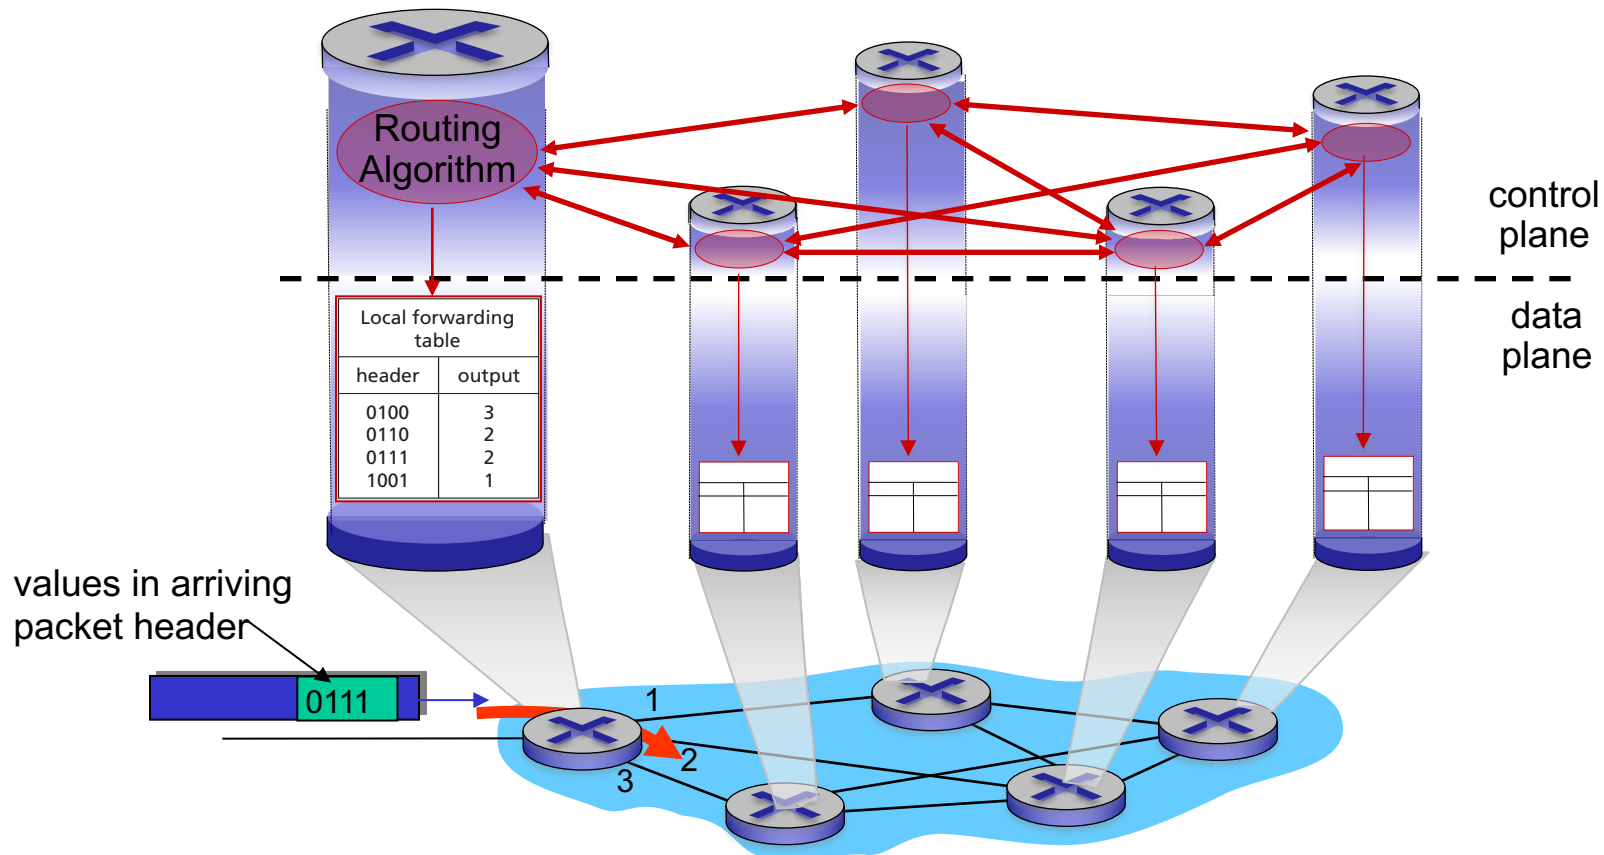 Routing
Algorithm
control
plane
data
plane
Local forwarding
table
header output
0100 3
0110 2
0111 2
1001 1
values in arriving
packet header
0111
1
2
3